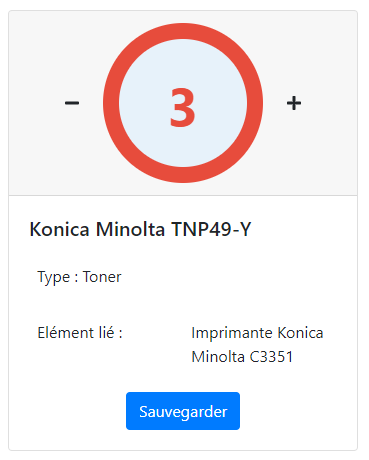 - 3 +
Konica Minolta TNP49-Y
Type : Toner
Elément lié : Imprimante Konica
Minolta C3351
Sauvegarder